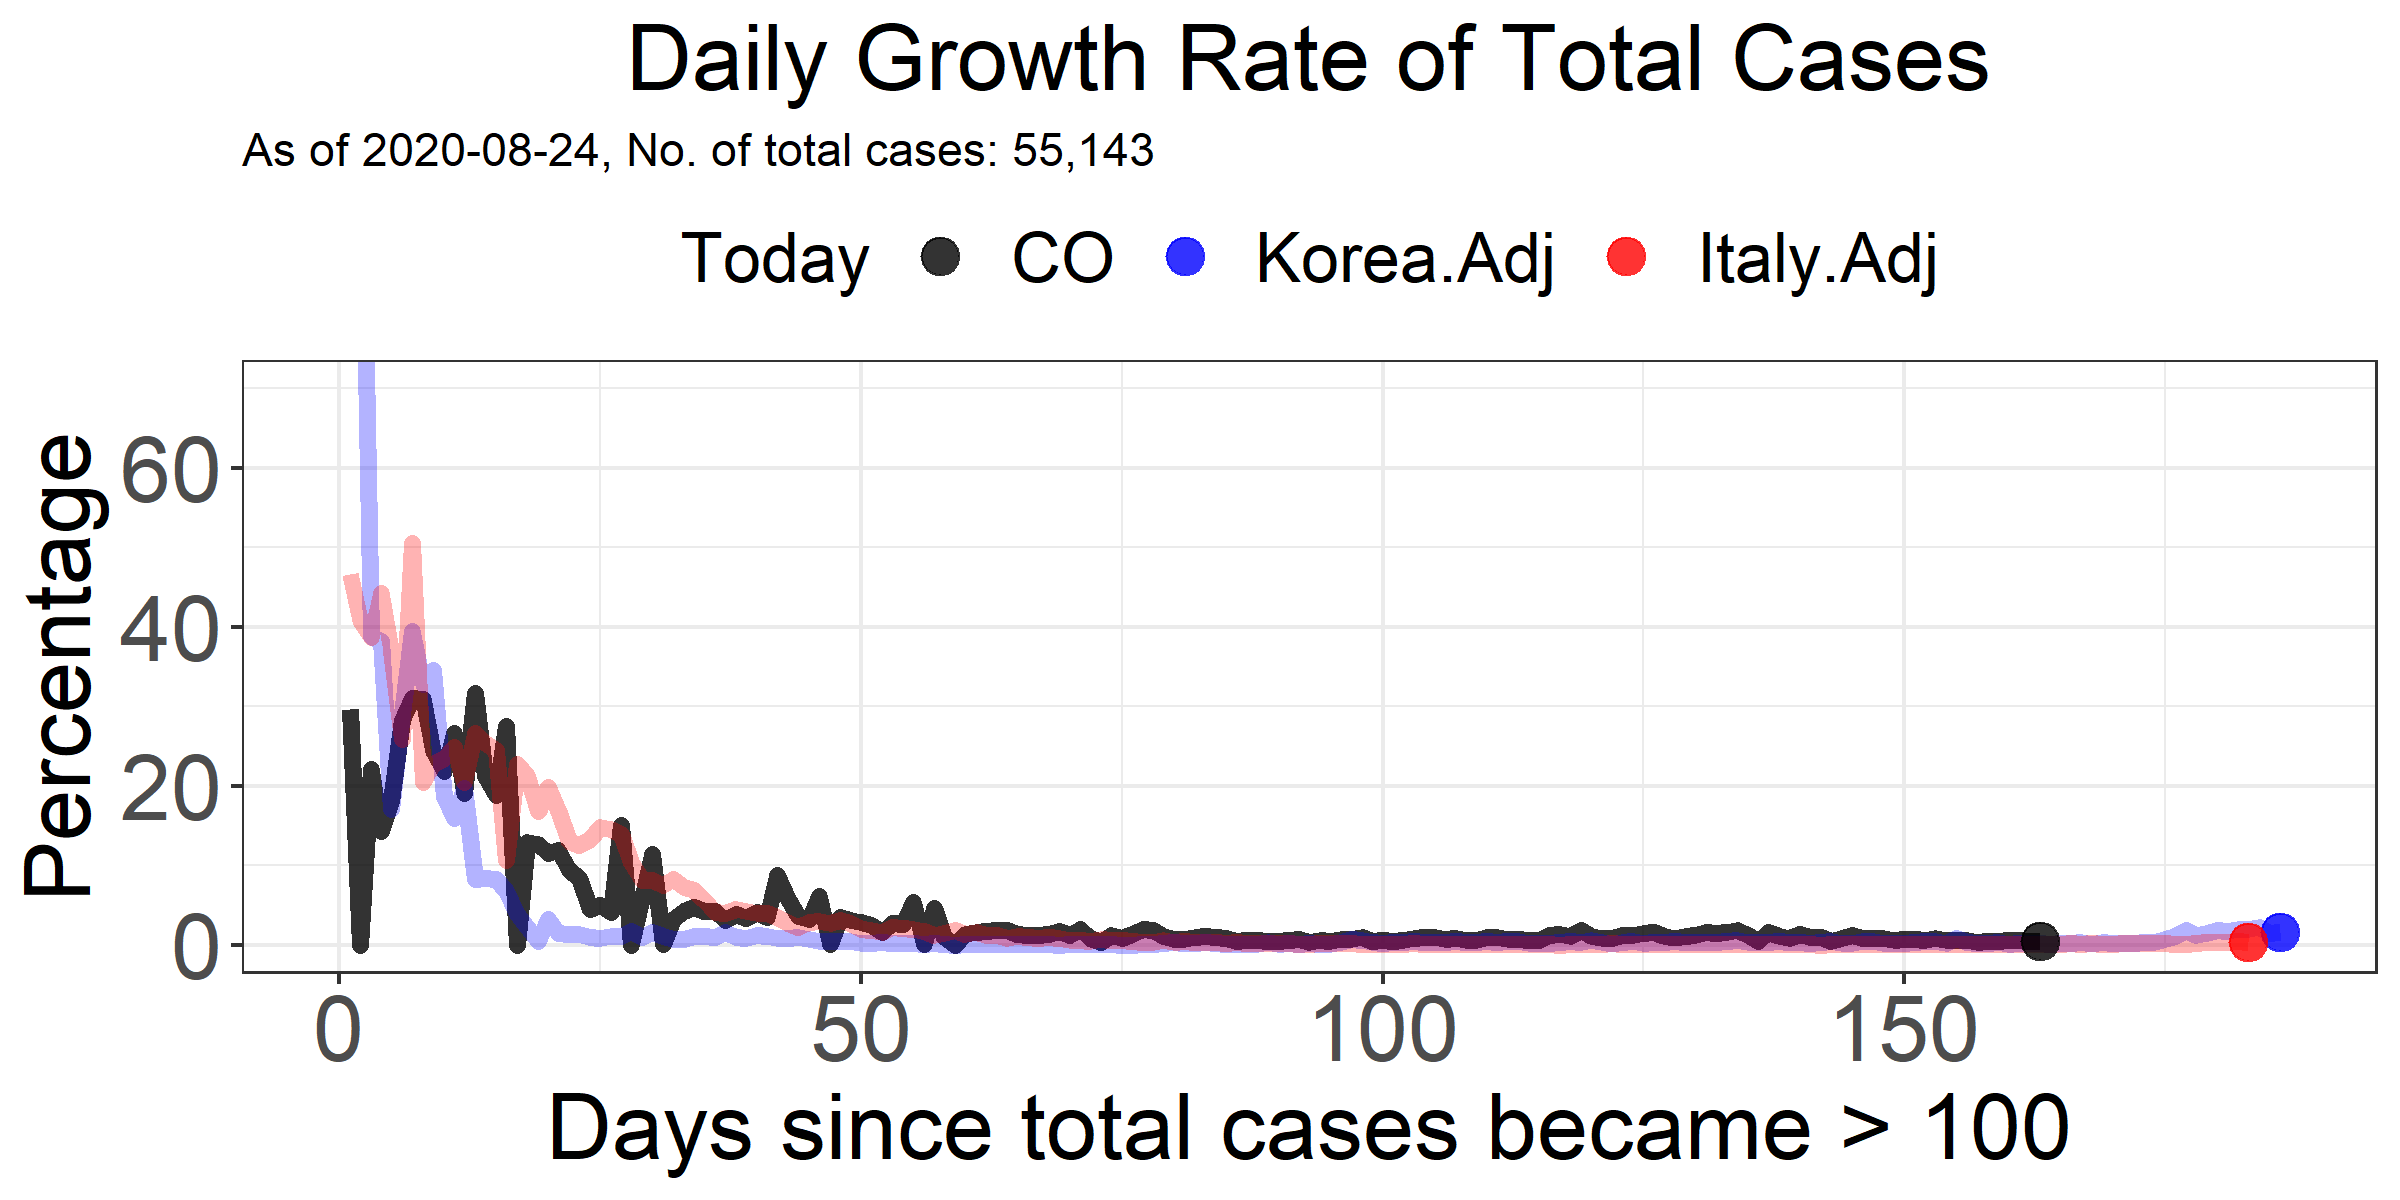 Daily Growth Rate of Total Cases
As of 2020-08-24, No. of total cases: 55,143
Today CO Korea.Adj Italy.Adj
Percentage
60
40
20
0
0 50 100 150
Days since total cases became > 100